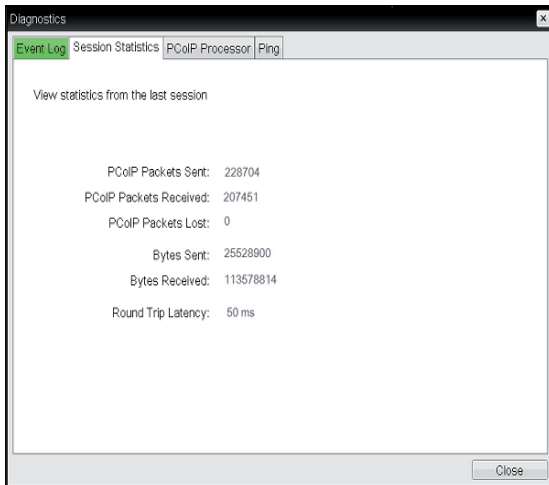 Diagnostics
Event Log Session Statistics PCoIP Processor Ping
View statistics from the last session
PCoIP Packets Sent: 228704
PCoIP Packets Received: 207451
PCoIP Packets Lost: 0
Bytes Sent: 25528900
Bytes Received: 113578814
Round Trip Latency: 50 ms
Close